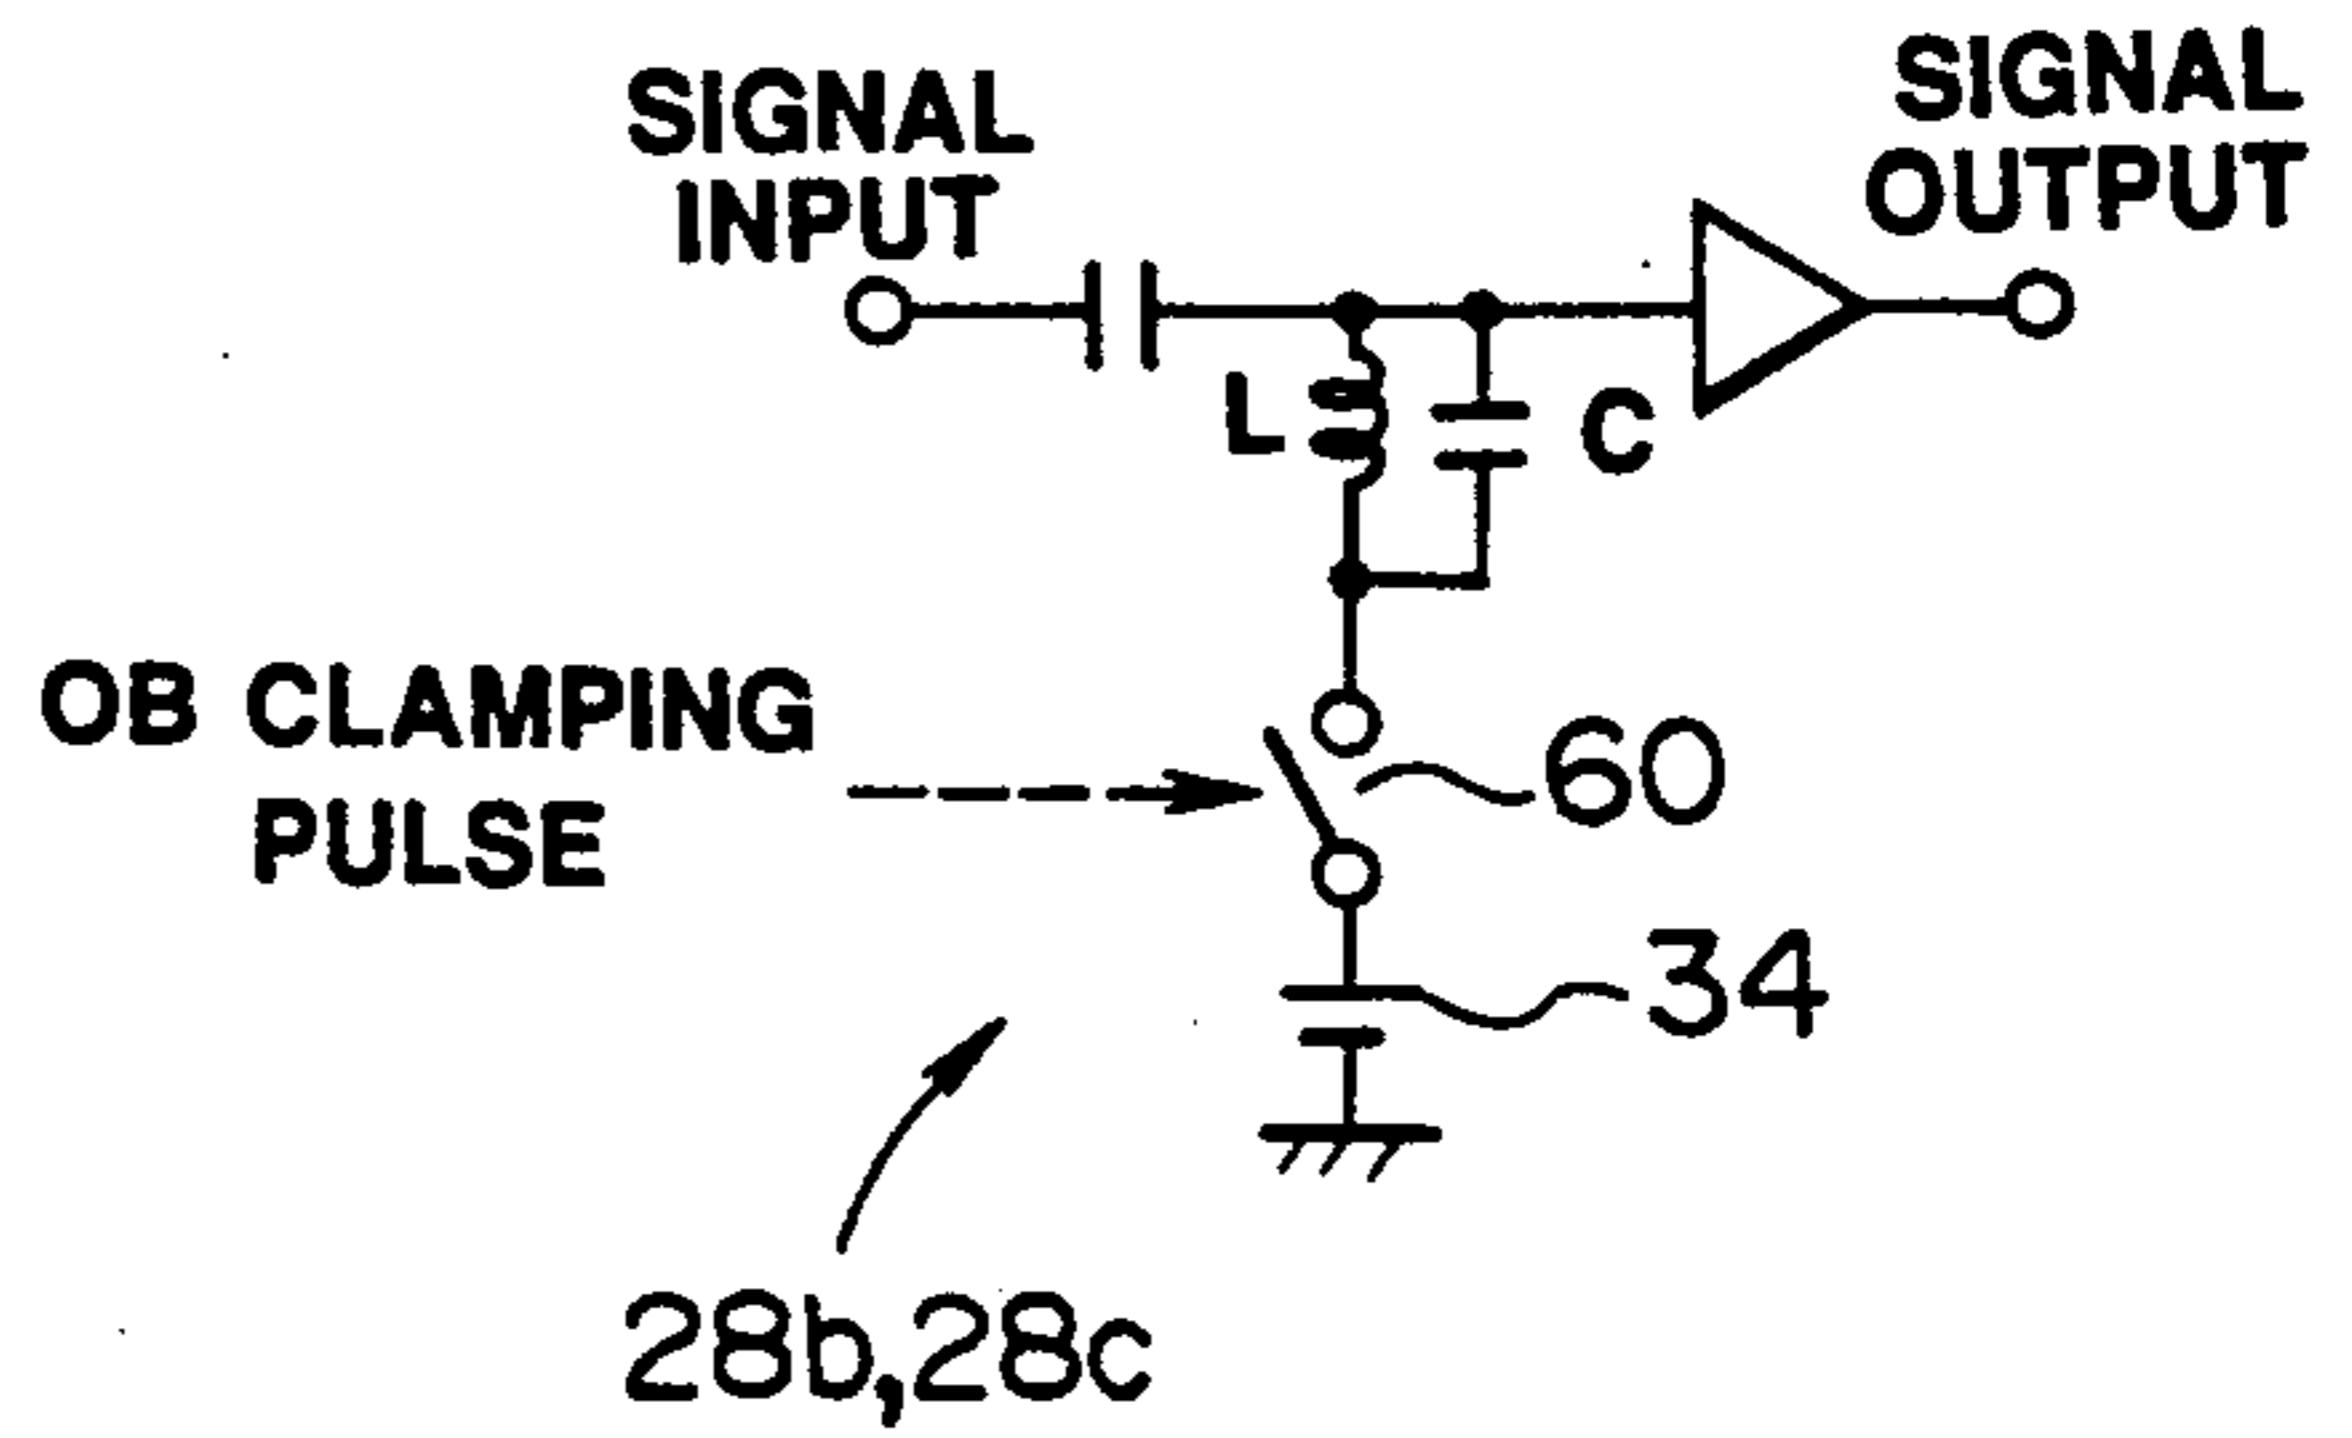 SIGNAL
INPUT
SIGNAL
OUTPUT
L
C
OB CLAMPING
PULSE
60
34
28b,28c